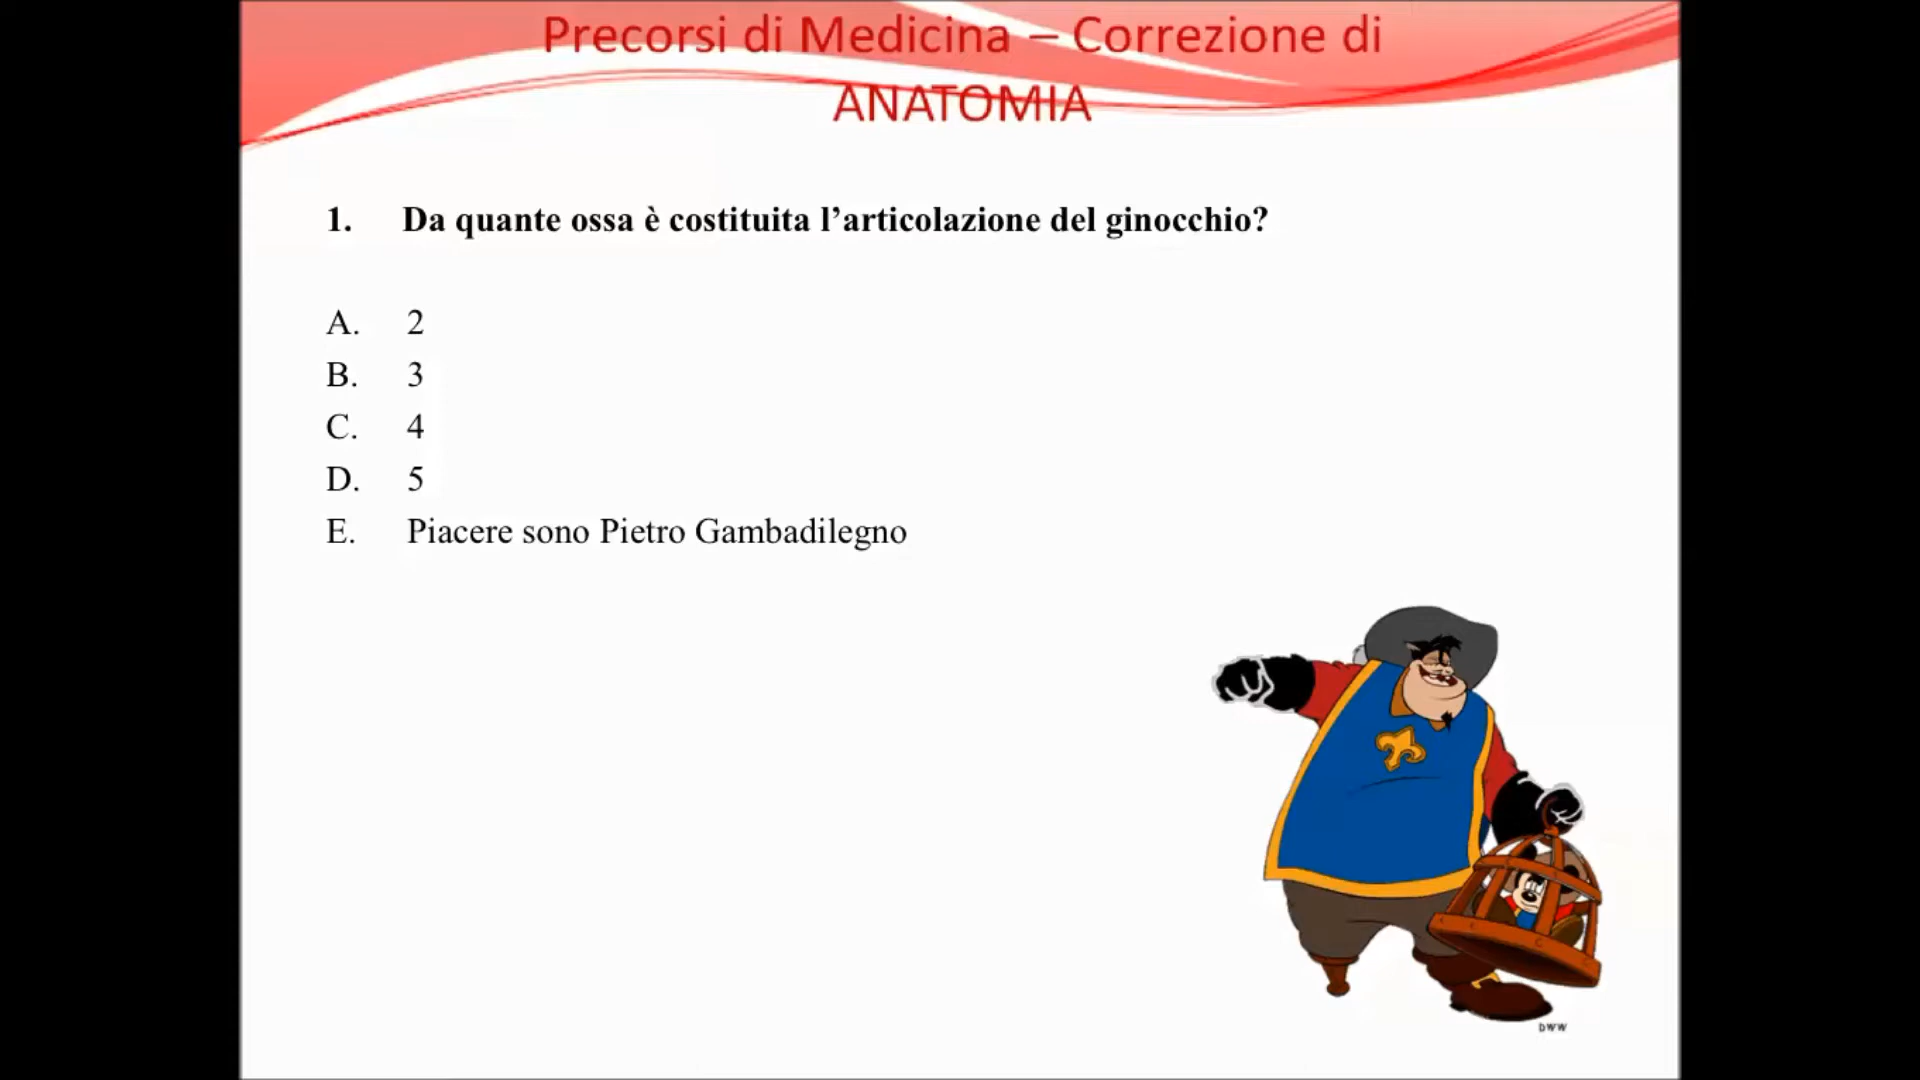 Precorsi di Medicina – Correzione di
ANATOMIA
1. Da quante ossa è costituita l’articolazione del ginocchio?
A. 2
B. 3
C. 4
D. 5
E. Piacere sono Pietro Gambadilegno
DWW